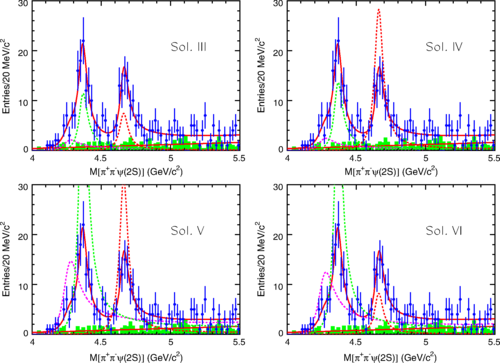 Entries/20 MeV/c²
30
20
10
0
Sol. III
4
4.5
5
5.5
M[π⁺π⁻ψ(2S)] (GeV/c²)
Entries/20 MeV/c²
30
20
10
0
Sol. IV
4
4.5
5
5.5
M[π⁺π⁻ψ(2S)] (GeV/c²)
Entries/20 MeV/c²
30
20
10
0
Sol. V
4
4.5
5
5.5
M[π⁺π⁻ψ(2S)] (GeV/c²)
Entries/20 MeV/c²
30
20
10
0
Sol. VI
4
4.5
5
5.5
M[π⁺π⁻ψ(2S)] (GeV/c²)